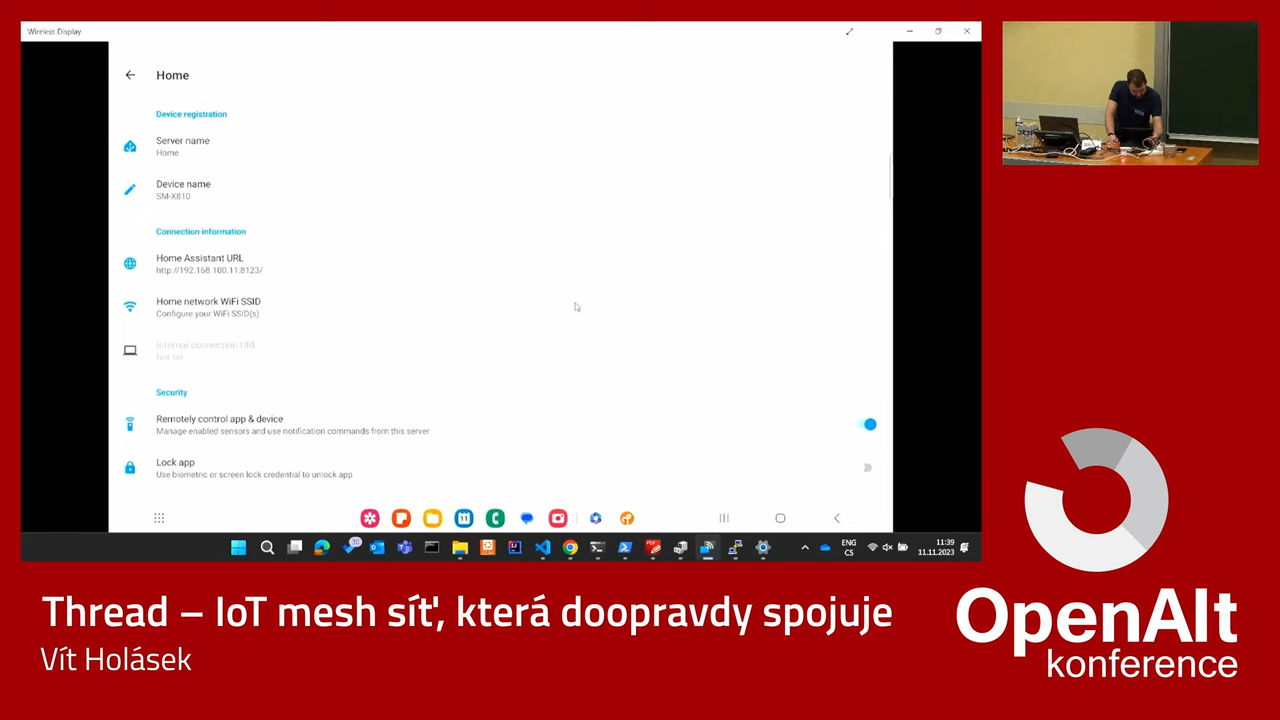 Wireless Display
Home
Device registration
Server name
Home
Device name
SM-X810
Connection information
Home Assistant URL
http://192.168.100.11:8123/
Home network WiFi SSID
Configure your WiFi SSID(s)
Internal connection URL
Not set
Security
Remotely control app & device
Manage enabled sensors and use notification commands from this server
Lock app
Use biometric or screen lock credential to unlock app
11
30
ENG
CS
11:39
11.11.2023
Thread – IoT mesh síť, která doopravdy spojuje
Vít Holásek
OpenAlt
konference